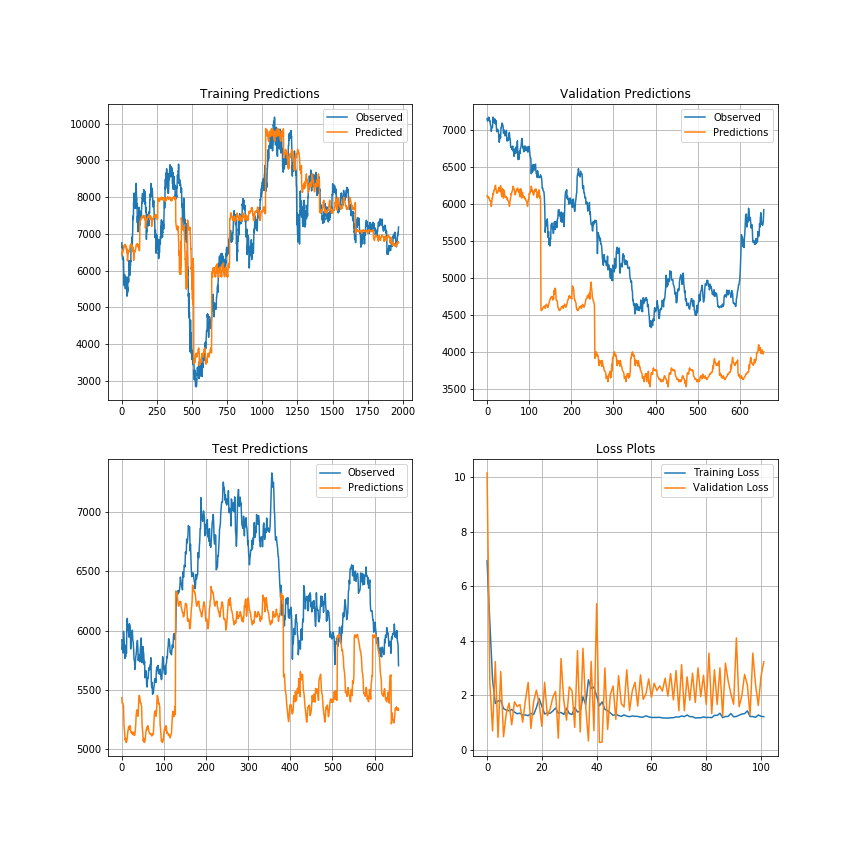 Training Predictions
Observed
Predicted
10000
9000
8000
7000
6000
5000
4000
3000
0 250 500 750 1000 1250 1500 1750 2000
Validation Predictions
Observed
Predictions
7000
6500
6000
5500
5000
4500
4000
3500
0 100 200 300 400 500 600
Test Predictions
Observed
Predictions
7000
6500
6000
5500
5000
0 100 200 300 400 500 600
Loss Plots
Training Loss
Validation Loss
10
8
6
4
2
0
0 20 40 60 80 100